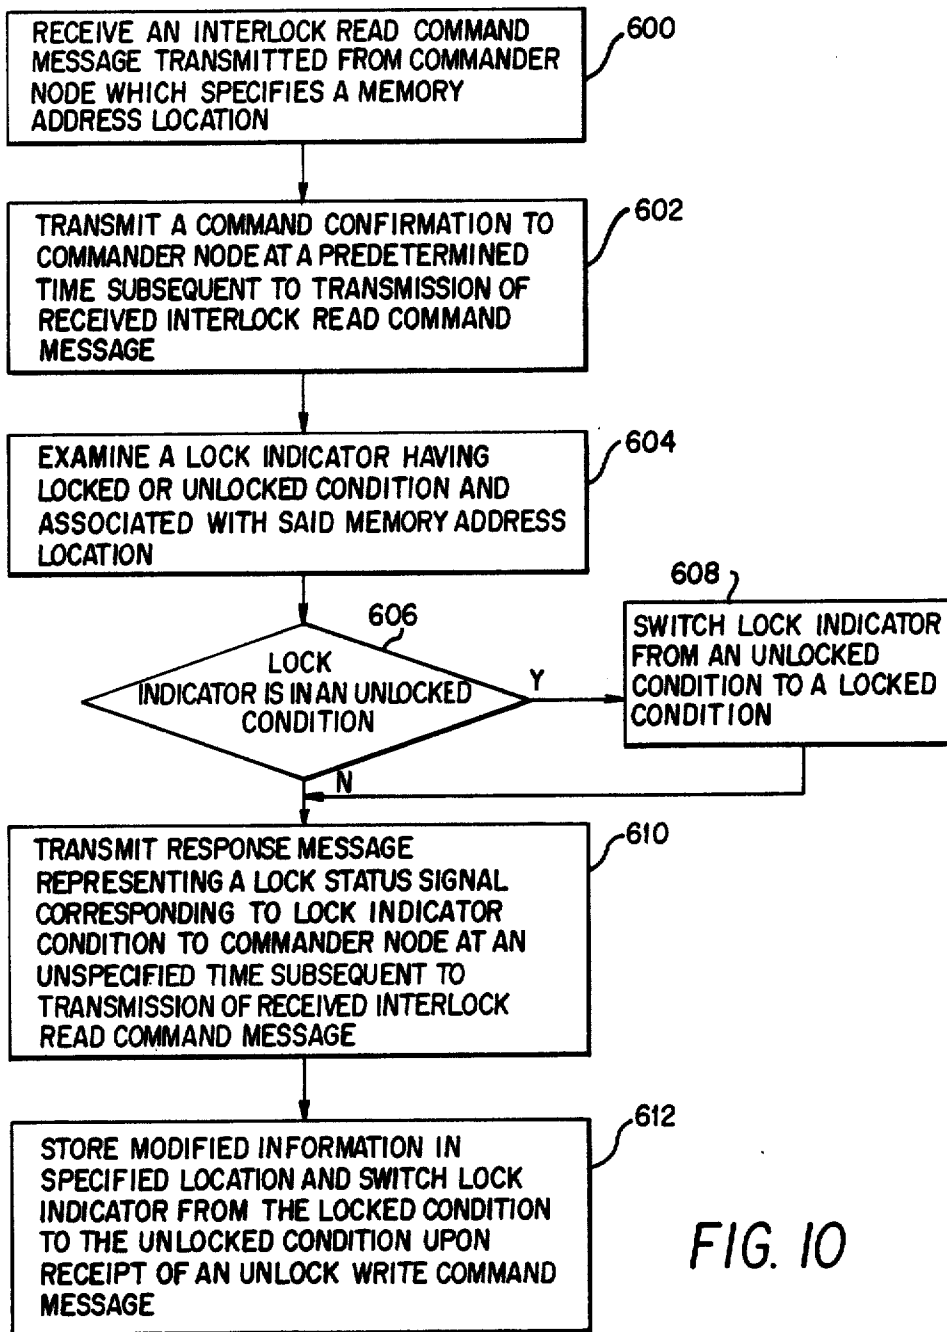 RECEIVE AN INTERLOCK READ COMMAND
MESSAGE TRANSMITTED FROM COMMANDER
NODE WHICH SPECIFIES A MEMORY
ADDRESS LOCATION
600
TRANSMIT A COMMAND CONFIRMATION TO
COMMANDER NODE AT A PREDETERMINED
TIME SUBSEQUENT TO TRANSMISSION OF
RECEIVED INTERLOCK READ COMMAND
MESSAGE
602
EXAMINE A LOCK INDICATOR HAVING
LOCKED OR UNLOCKED CONDITION AND
ASSOCIATED WITH SAID MEMORY ADDRESS
LOCATION
604
606
LOCK
INDICATOR IS IN AN UNLOCKED
CONDITION
Y
N
608
SWITCH LOCK INDICATOR
FROM AN UNLOCKED
CONDITION TO A LOCKED
CONDITION
TRANSMIT RESPONSE MESSAGE
REPRESENTING A LOCK STATUS SIGNAL
CORRESPONDING TO LOCK INDICATOR
CONDITION TO COMMANDER NODE AT AN
UNSPECIFIED TIME SUBSEQUENT TO
TRANSMISSION OF RECEIVED INTERLOCK
READ COMMAND MESSAGE
610
STORE MODIFIED INFORMATION IN
SPECIFIED LOCATION AND SWITCH LOCK
INDICATOR FROM THE LOCKED CONDITION
TO THE UNLOCKED CONDITION UPON
RECEIPT OF AN UNLOCK WRITE COMMAND
MESSAGE
612
FIG. 10